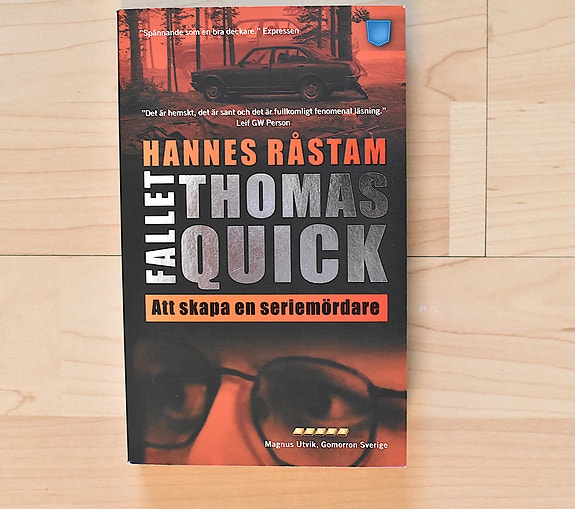 "Spännande som en bra deckare." Expressen
"Det är hemskt, det är sant och det är fullkomligt fenomenal läsning."
Leif GW Person
HANNES RÅSTAM
FALLET
THOMAS
QUICK
Att skapa en seriemördare
Magnus Utvik, Gomorron Sverige